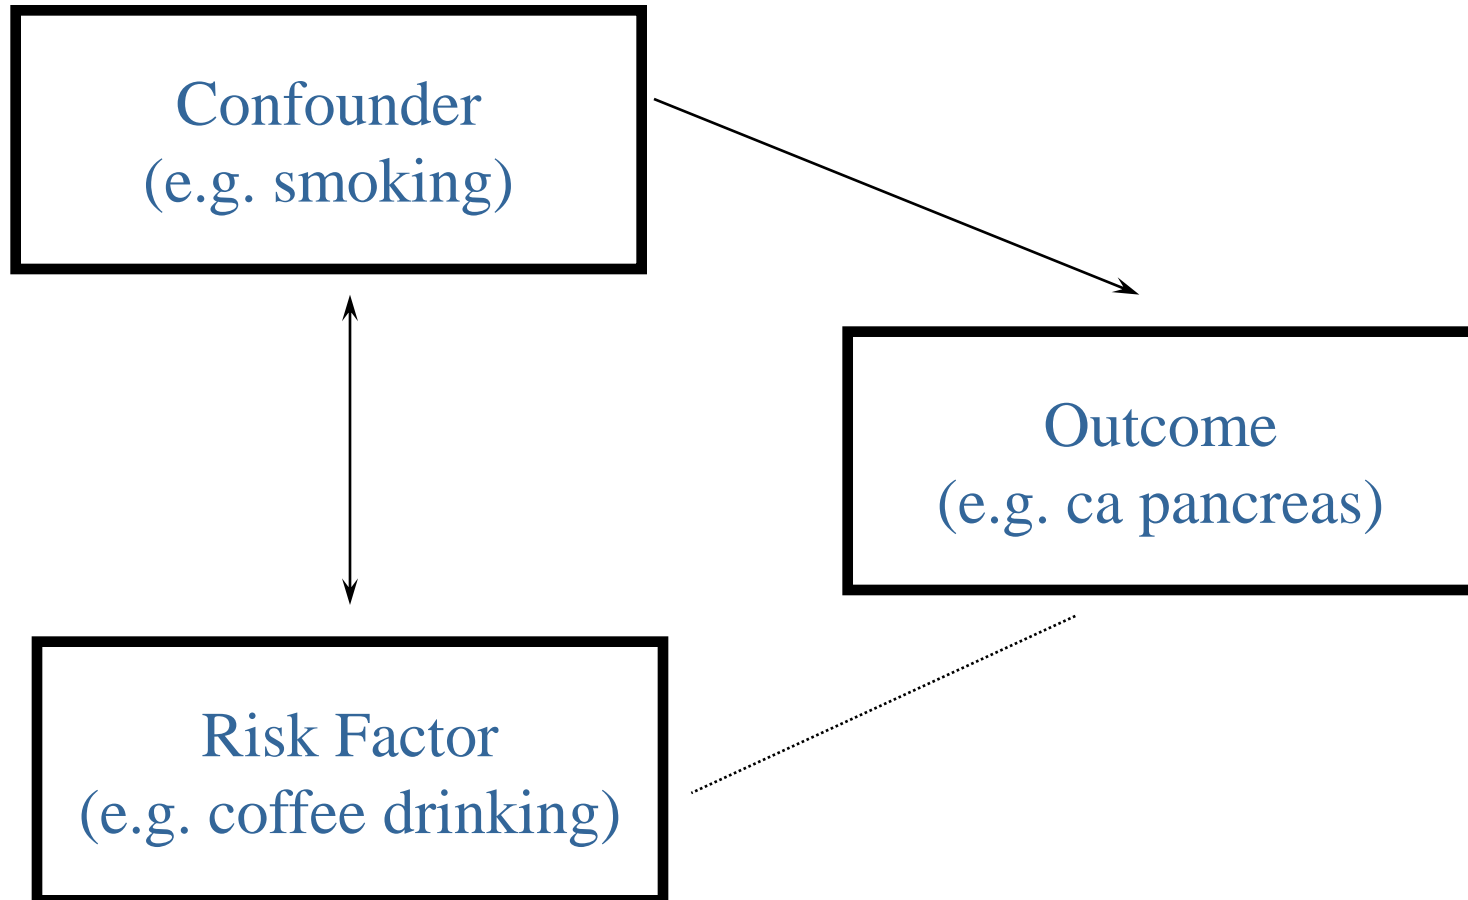 Confounder
(e.g. smoking)
Outcome
(e.g. ca pancreas)
Risk Factor
(e.g. coffee drinking)